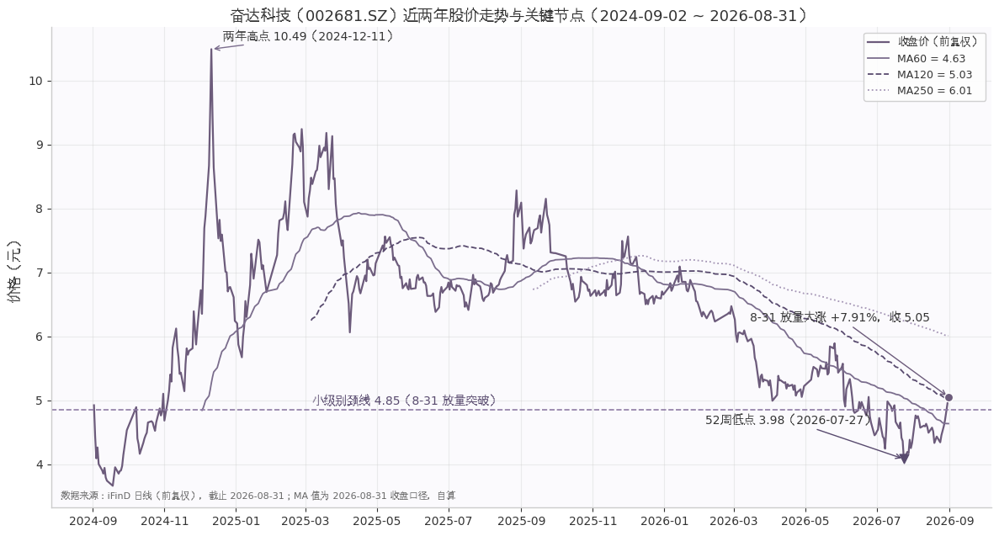 奋达科技（002681.SZ）近两年股价走势与关键节点（2024-09-02 ~ 2026-08-31）
两年高点 10.49（2024-12-11）
收盘价（前复权）
MA60 = 4.63
MA120 = 5.03
MA250 = 6.01
价格（元）
10
9
8
7
6
5
4
8-31 放量大涨 +7.91%，收 5.05
小级别颈线 4.85（8-31 放量突破）
52周低点 3.98（2026-07-27）
数据来源：iFinD 日线（前复权），截止 2026-08-31；MA 值为 2026-08-31 收盘口径，自算
2024-09
2024-11
2025-01
2025-03
2025-05
2025-07
2025-09
2025-11
2026-01
2026-03
2026-05
2026-07
2026-09